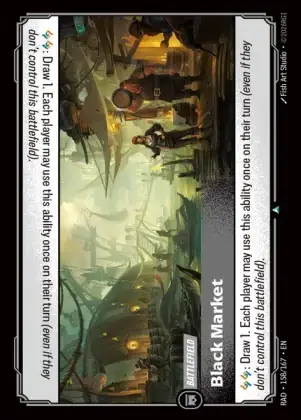 : Draw 1. Each player may use this ability once on their turn (even if they
don't control this battlefield).
BATTLEFIELD
Black Market
: Draw 1. Each player may use this ability once on their turn (even if they
don't control this battlefield).
RAD • 158/167 • EN
Fish Art Studio • ©2025RGI